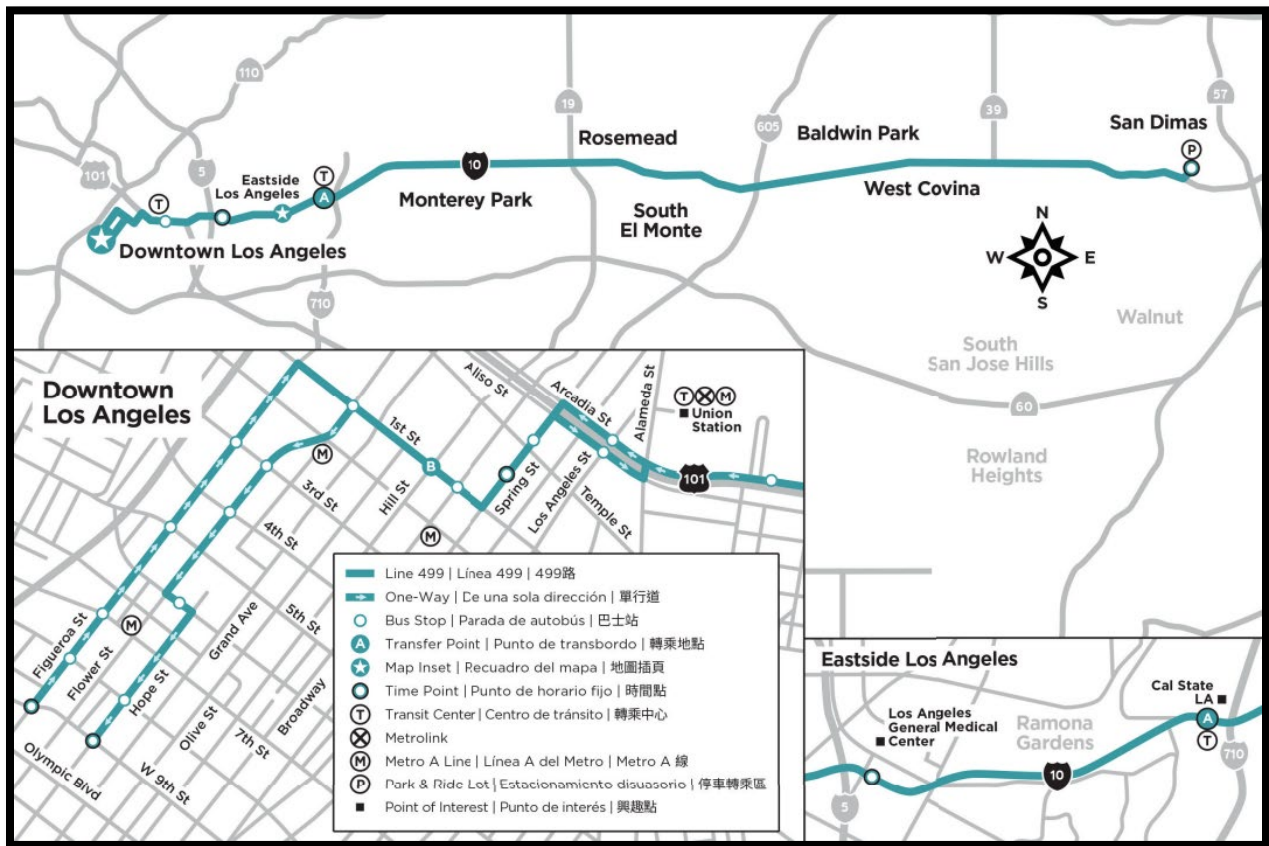 110
19
605
39
57
Rosemead
Baldwin Park
San Dimas
P
101
5
Eastside
Los Angeles
T
A
10
T
Monterey Park
West Covina
South
El Monte
Downtown Los Angeles
N
W
E
S
710
Walnut
South
San Jose Hills
60
Rowland
Heights
Downtown
Los Angeles
Aliso St
Arcadia St
Alameda St
T M
Union
Station
1st St
M
B
101
3rd St
Hill St
Spring St
Los Angeles St
Temple St
4th St
M
Figueroa St
M
Flower St
Grand Ave
5th St
Hope St
Olive St
Broadway
7th St
Olympic Blvd
W 9th St
Line 499 | Línea 499 | 499路
One-Way | De una sola dirección | 單行道
Bus Stop | Parada de autobús | 巴士站
A Transfer Point | Punto de transbordo | 轉乘地點
Map Inset | Recuadro del mapa | 地圖插頁
Time Point | Punto de horario fijo | 時間點
T Transit Center | Centro de tránsito | 轉乘中心
Metrolink
M Metro A Line | Línea A del Metro | Metro A 線
P Park & Ride Lot | Estacionamiento disuasorio | 停車轉乘區
Point of Interest | Punto de interés | 興趣點
Eastside Los Angeles
Cal State
LA
A
T
Los Angeles
General Medical
Center
Ramona
Gardens
710
10
5